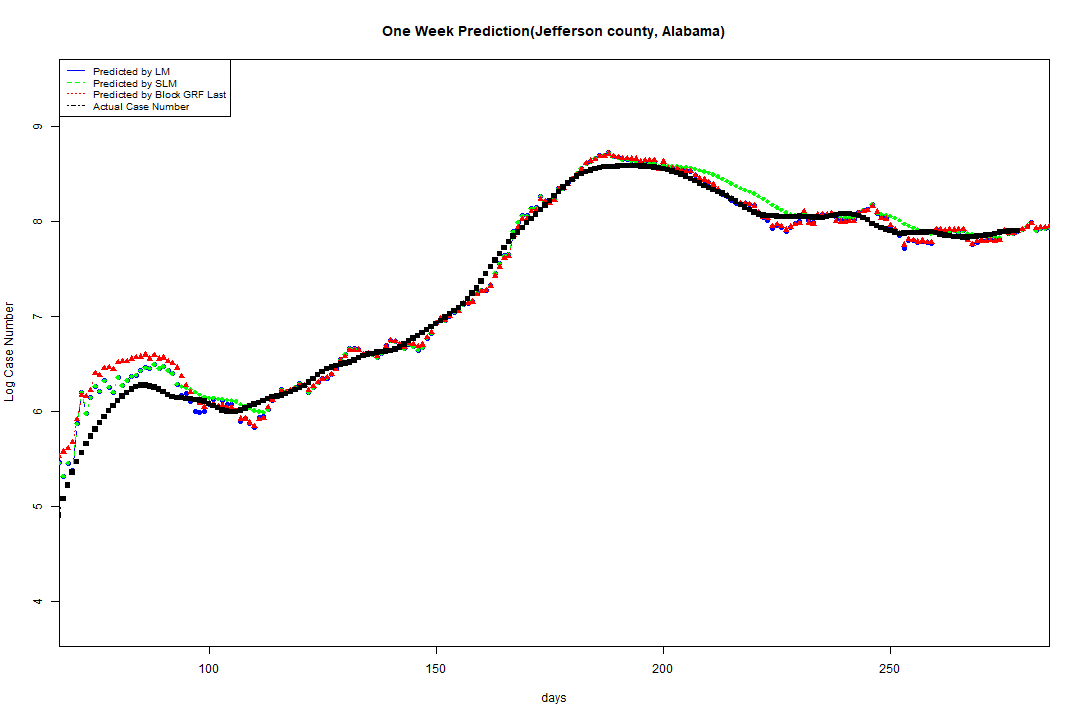 One Week Prediction(Jefferson county, Alabama)
Predicted by LM
Predicted by SLM
Predicted by Block GRF Last
Actual Case Number
9
8
7
6
5
4
Log Case Number
100 150 200 250
days